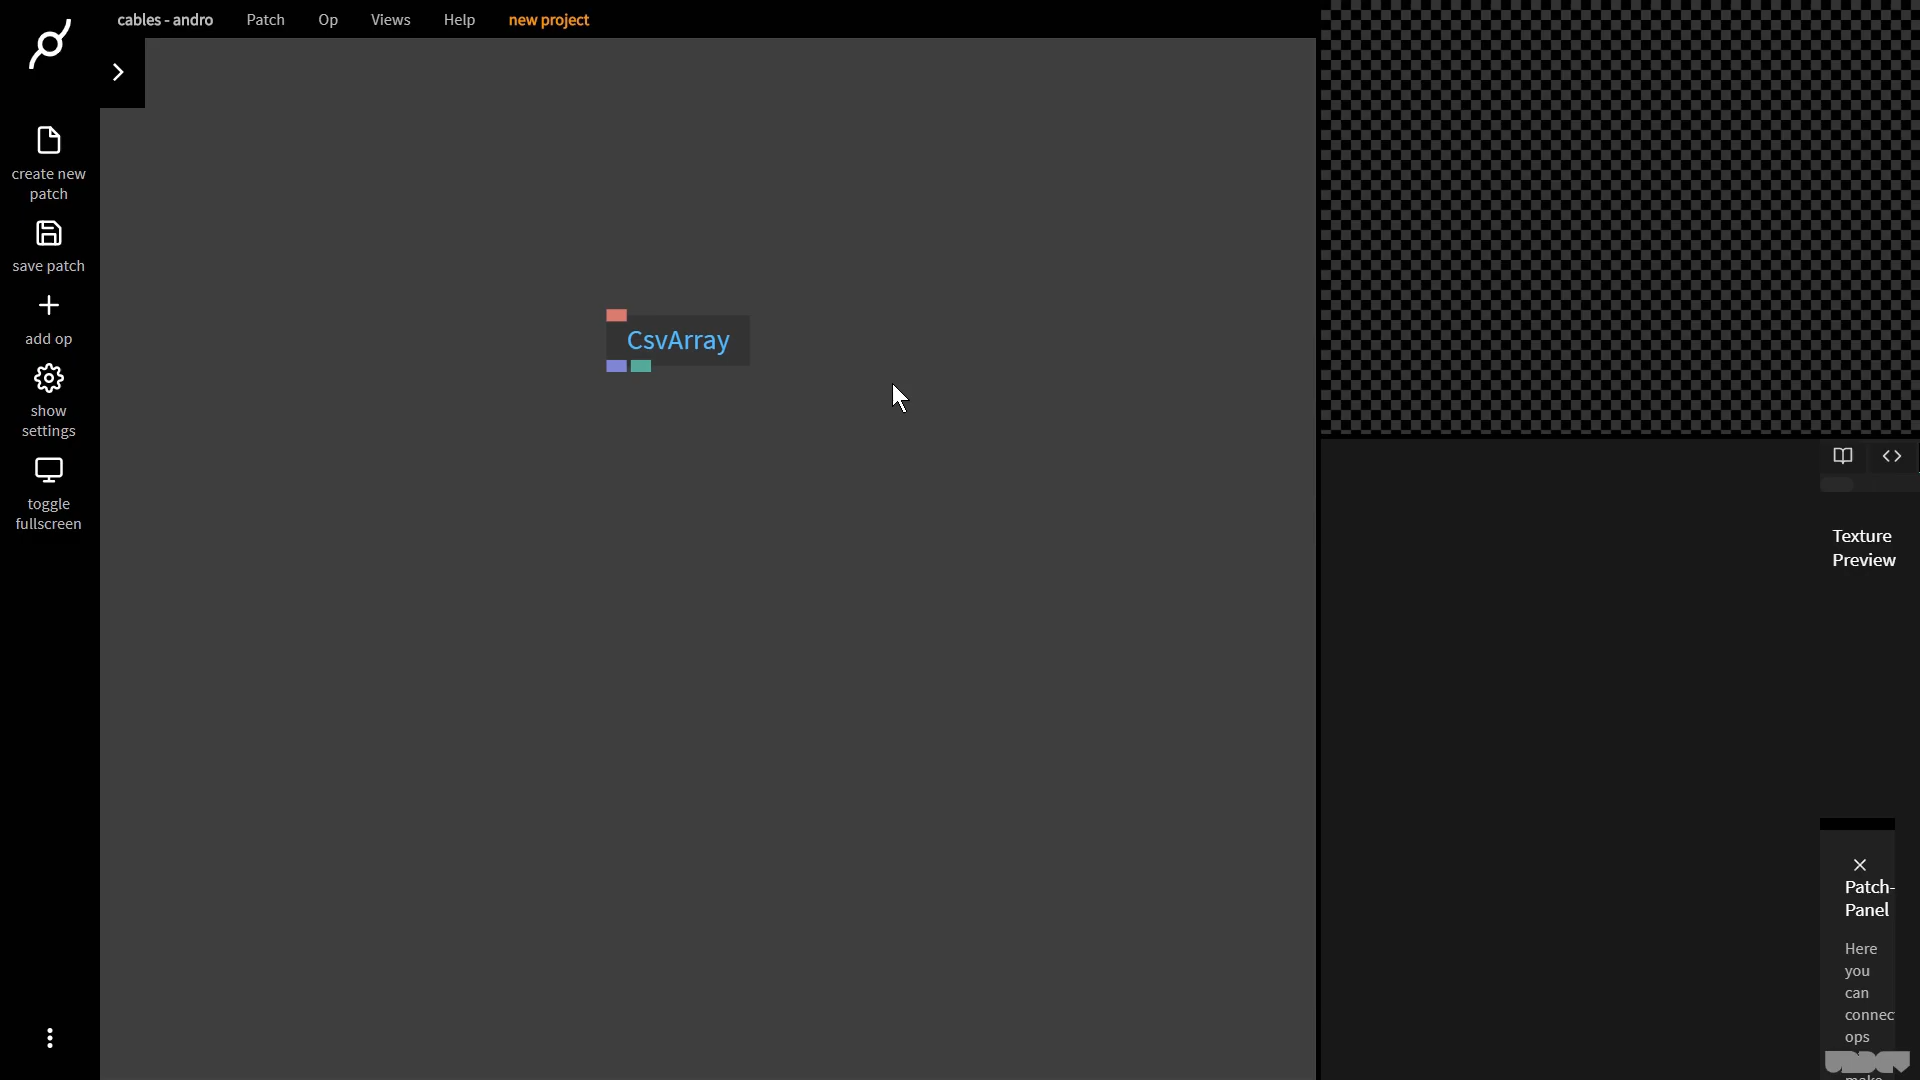 cables - andro Patch Op Views Help new project
create new
patch
save patch
add op
show
settings
toggle
fullscreen
CsvArray
Texture
Preview
Patch-
Panel
Here
you
can
connec
ops